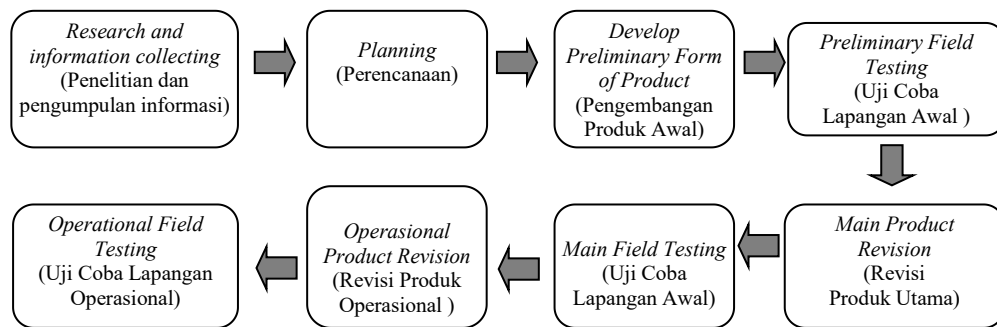 Research and
information collecting
(Penelitian dan
pengumpulan informasi)
Planning
(Perencanaan)
Develop
Preliminary Form
of Product
(Pengembangan
Produk Awal)
Preliminary Field
Testing
(Uji Coba
Lapangan Awal )
Main Product
Revision
(Revisi
Produk Utama)
Main Field Testing
(Uji Coba
Lapangan Awal)
Operasional
Product Revision
(Revisi Produk
Operasional )
Operational Field
Testing
(Uji Coba Lapangan
Operasional)